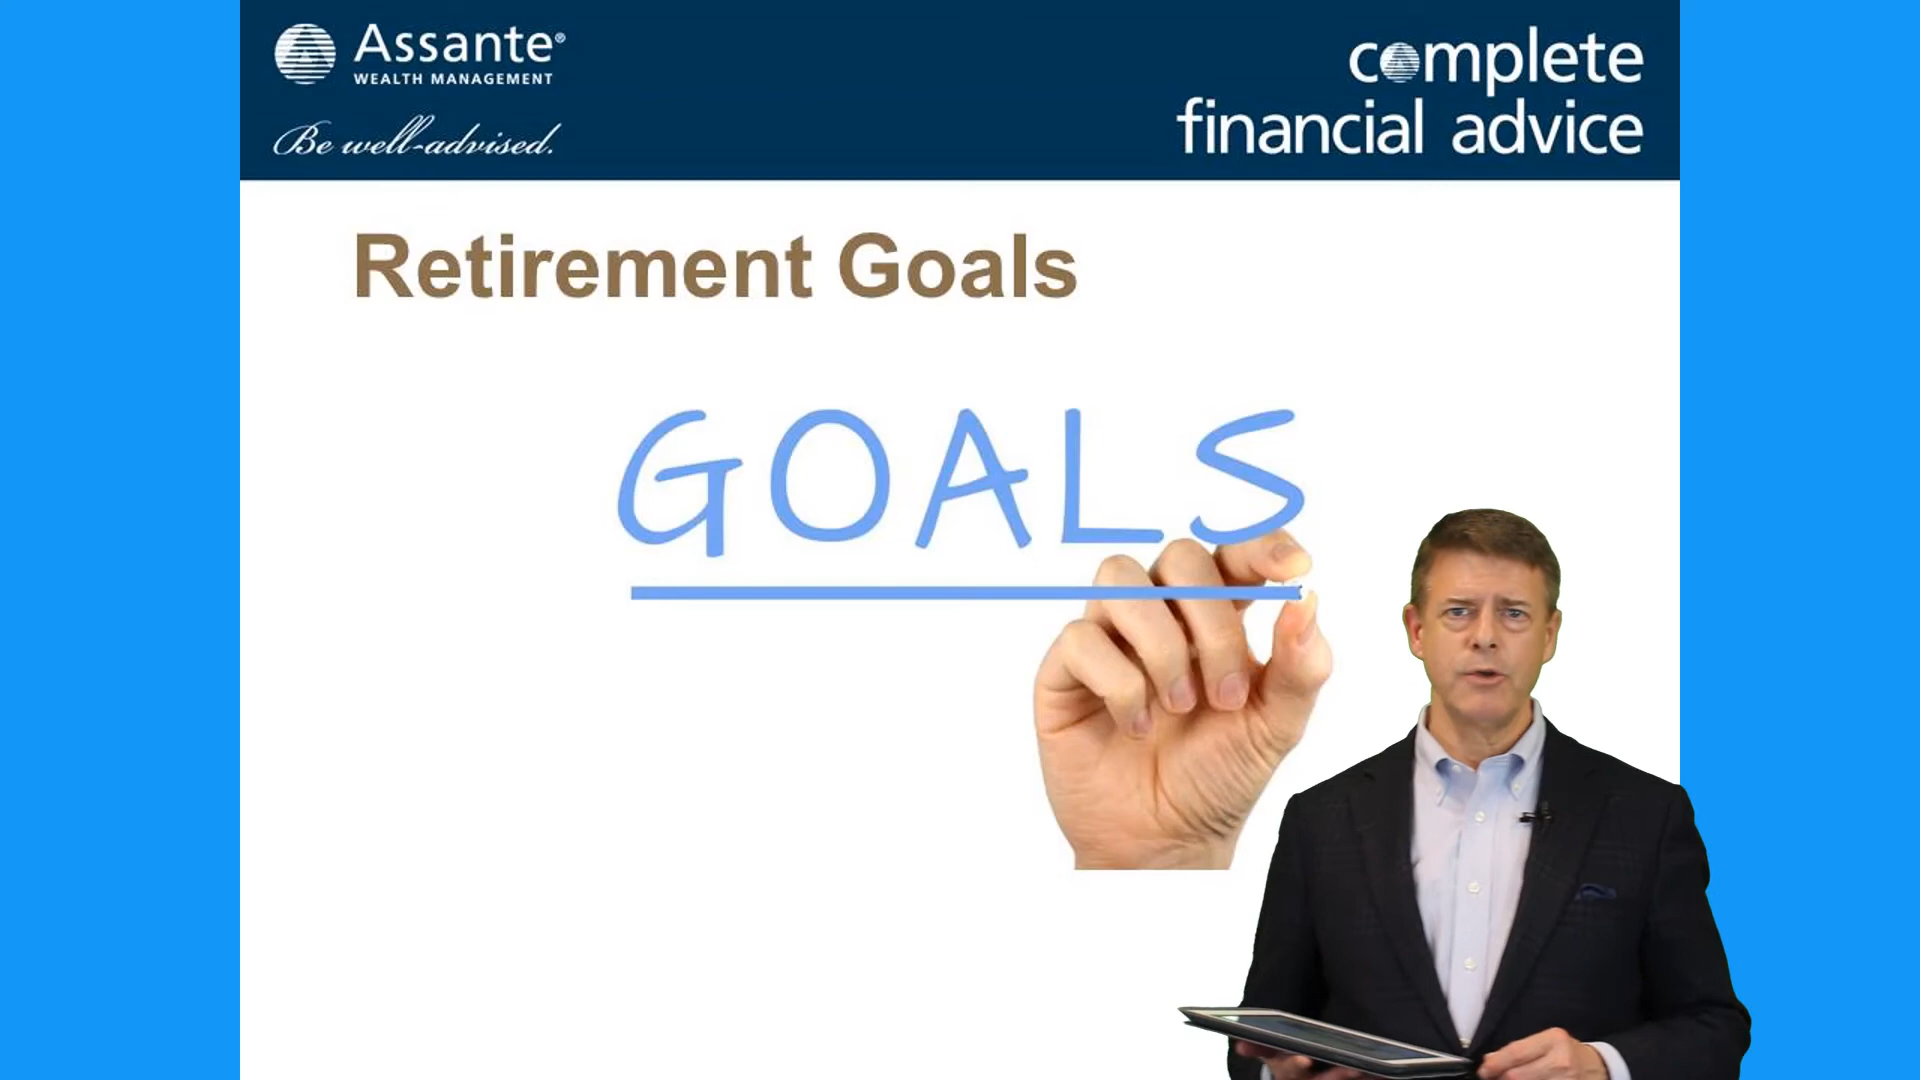 Assante®
WEALTH MANAGEMENT
Be well-advised.
complete
financial advice
Retirement Goals
GOALS